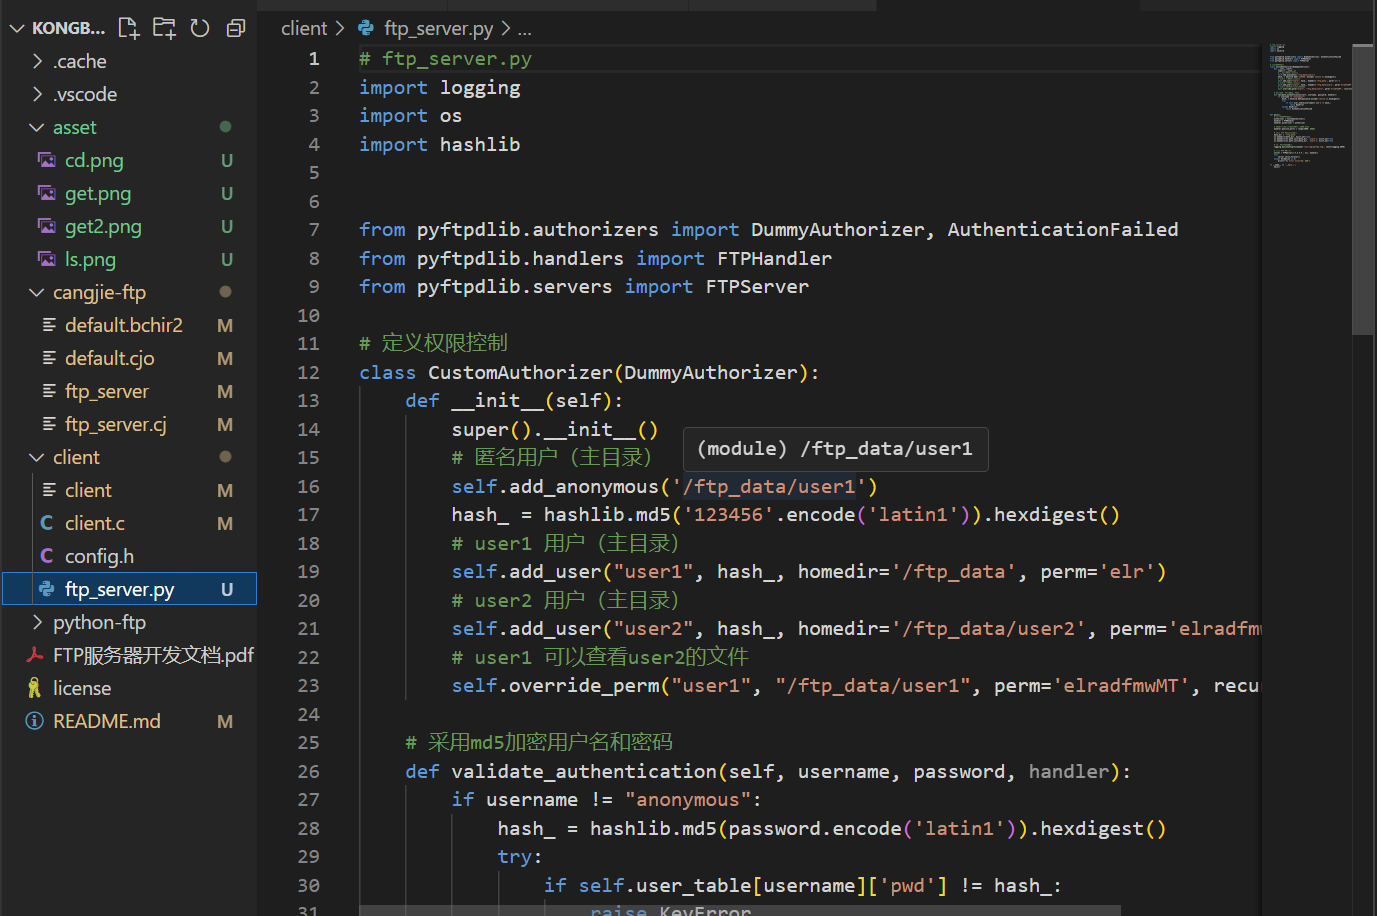 KONGB...
.cache
.vscode
asset
cd.png U
get.png U
get2.png U
ls.png U
cangjie-ftp
default.bchir2 M
default.cjo M
ftp_server M
ftp_server.cj M
client
client M
C client.c M
C config.h
ftp_server.py U
python-ftp
FTP服务器开发文档.pdf
license
README.md M
client > ftp_server.py > ...
1 # ftp_server.py
2 import logging
3 import os
4 import hashlib
5
6
7 from pyftpdlib.authorizers import DummyAuthorizer, AuthenticationFailed
8 from pyftpdlib.handlers import FTPHandler
9 from pyftpdlib.servers import FTPServer
10
11 # 定义权限控制
12 class CustomAuthorizer(DummyAuthorizer):
13 def __init__(self):
14 super().__init__()
(module) /ftp_data/user1
15 # 匿名用户（主目录）
16 self.add_anonymous('/ftp_data/user1')
17 hash_ = hashlib.md5('123456'.encode('latin1')).hexdigest()
18 # user1 用户（主目录）
19 self.add_user("user1", hash_, homedir='/ftp_data', perm='elr')
20 # user2 用户（主目录）
21 self.add_user("user2", hash_, homedir='/ftp_data/user2', perm='elradfmw
22 # user1 可以查看user2的文件
23 self.override_perm("user1", "/ftp_data/user1", perm='elradfmwMT', recu
24
25 # 采用md5加密用户名和密码
26 def validate_authentication(self, username, password, handler):
27 if username != "anonymous":
28 hash_ = hashlib.md5(password.encode('latin1')).hexdigest()
29 try:
30 if self.user_table[username]['pwd'] != hash_:
31 raise KeyError